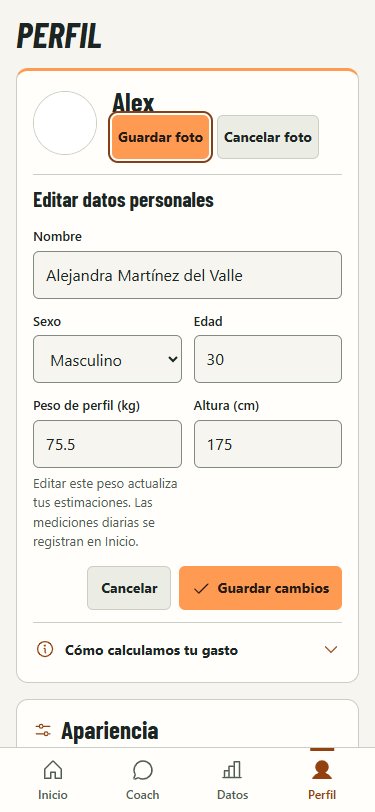 PERFIL
Alex
Guardar foto
Cancelar foto
Editar datos personales
Nombre
Alejandra Martínez del Valle
Sexo
Edad
Masculino
30
Peso de perfil (kg)
Altura (cm)
75.5
175
Editar este peso actualiza
tus estimaciones. Las
mediciones diarias se
registran en Inicio.
Cancelar
Guardar cambios
Cómo calculamos tu gasto
Apariencia
Inicio
Coach
Datos
Perfil